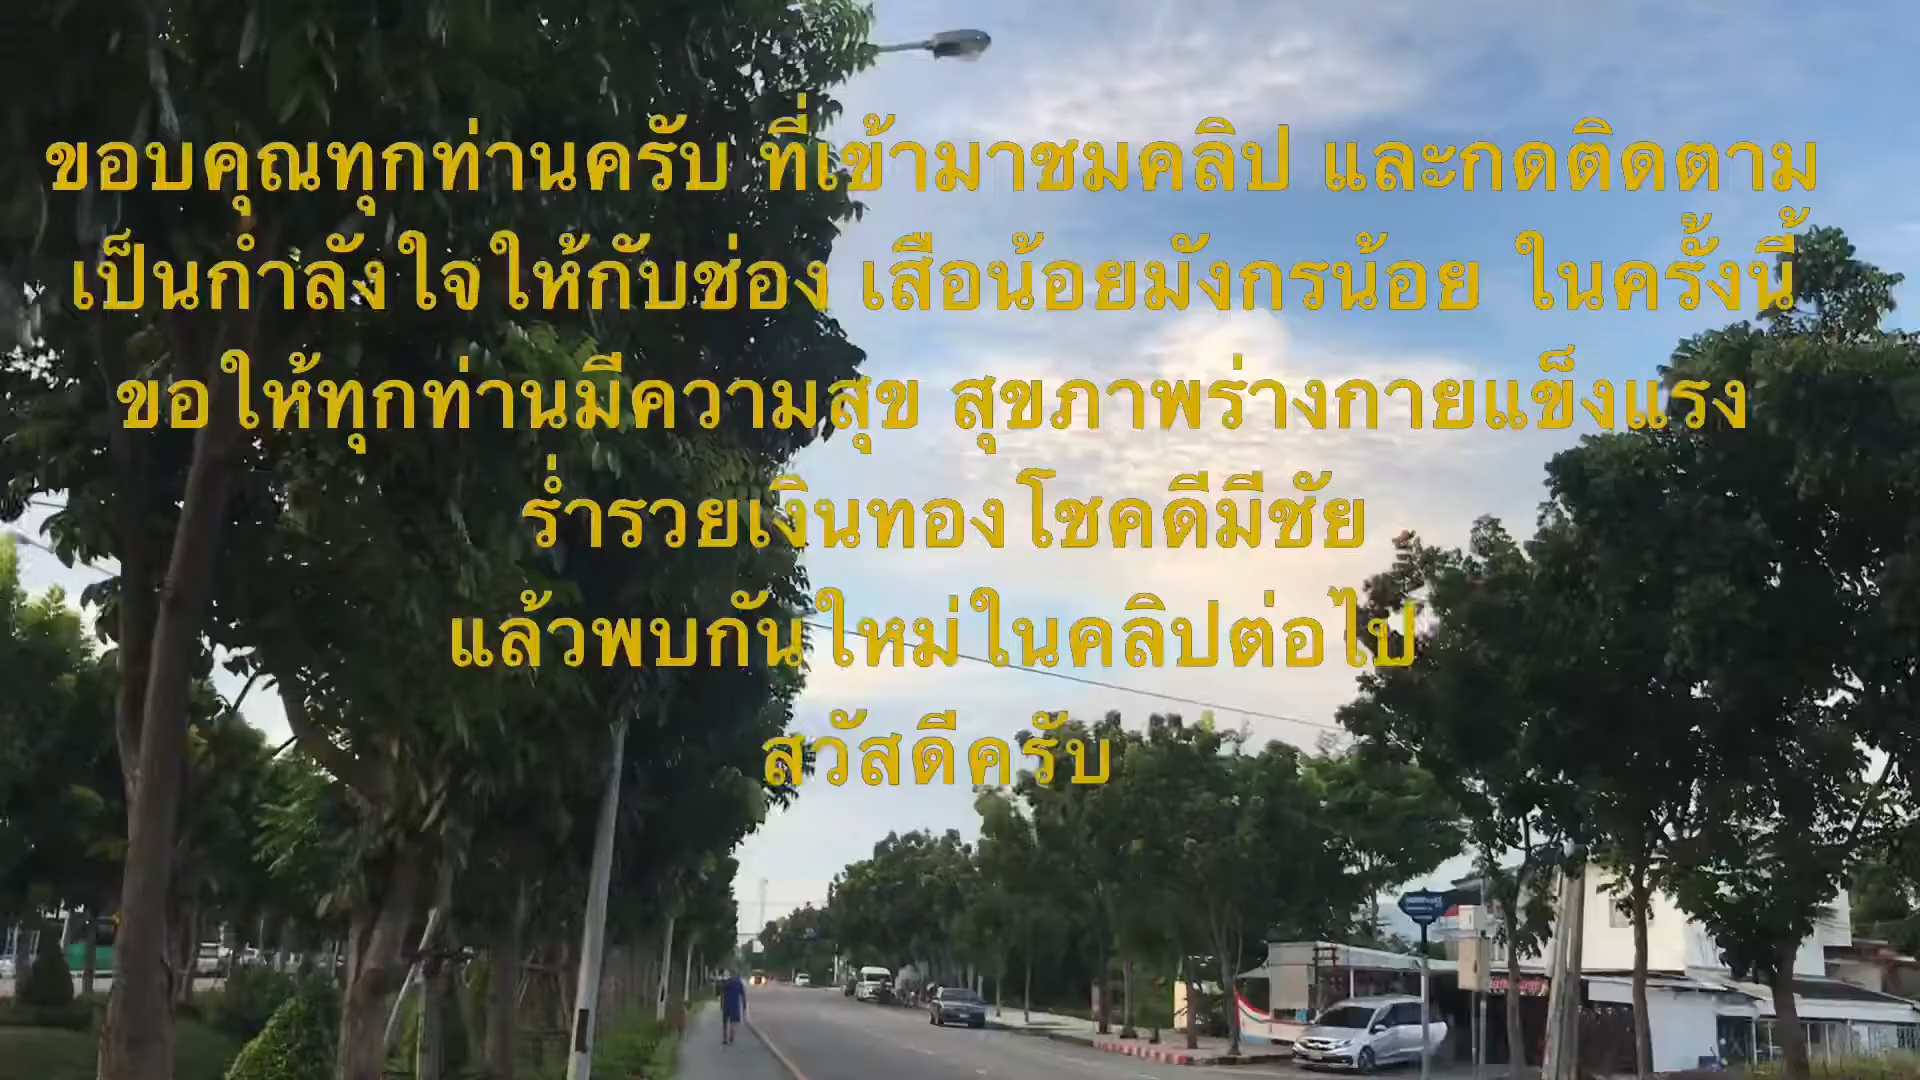 ขอบคุณทุกท่านครับ ที่เข้ามาชมคลิป และกดติดตาม
เป็นกำลังใจให้กับช่อง เสือน้อยมังกรน้อย ในครั้งนี้
ขอให้ทุกท่านมีความสุข สุขภาพร่างกายแข็งแรง
ร่ำรวยเงินทองโชคดีมีชัย
แล้วพบกันใหม่ในคลิปต่อไป
สวัสดีครับ